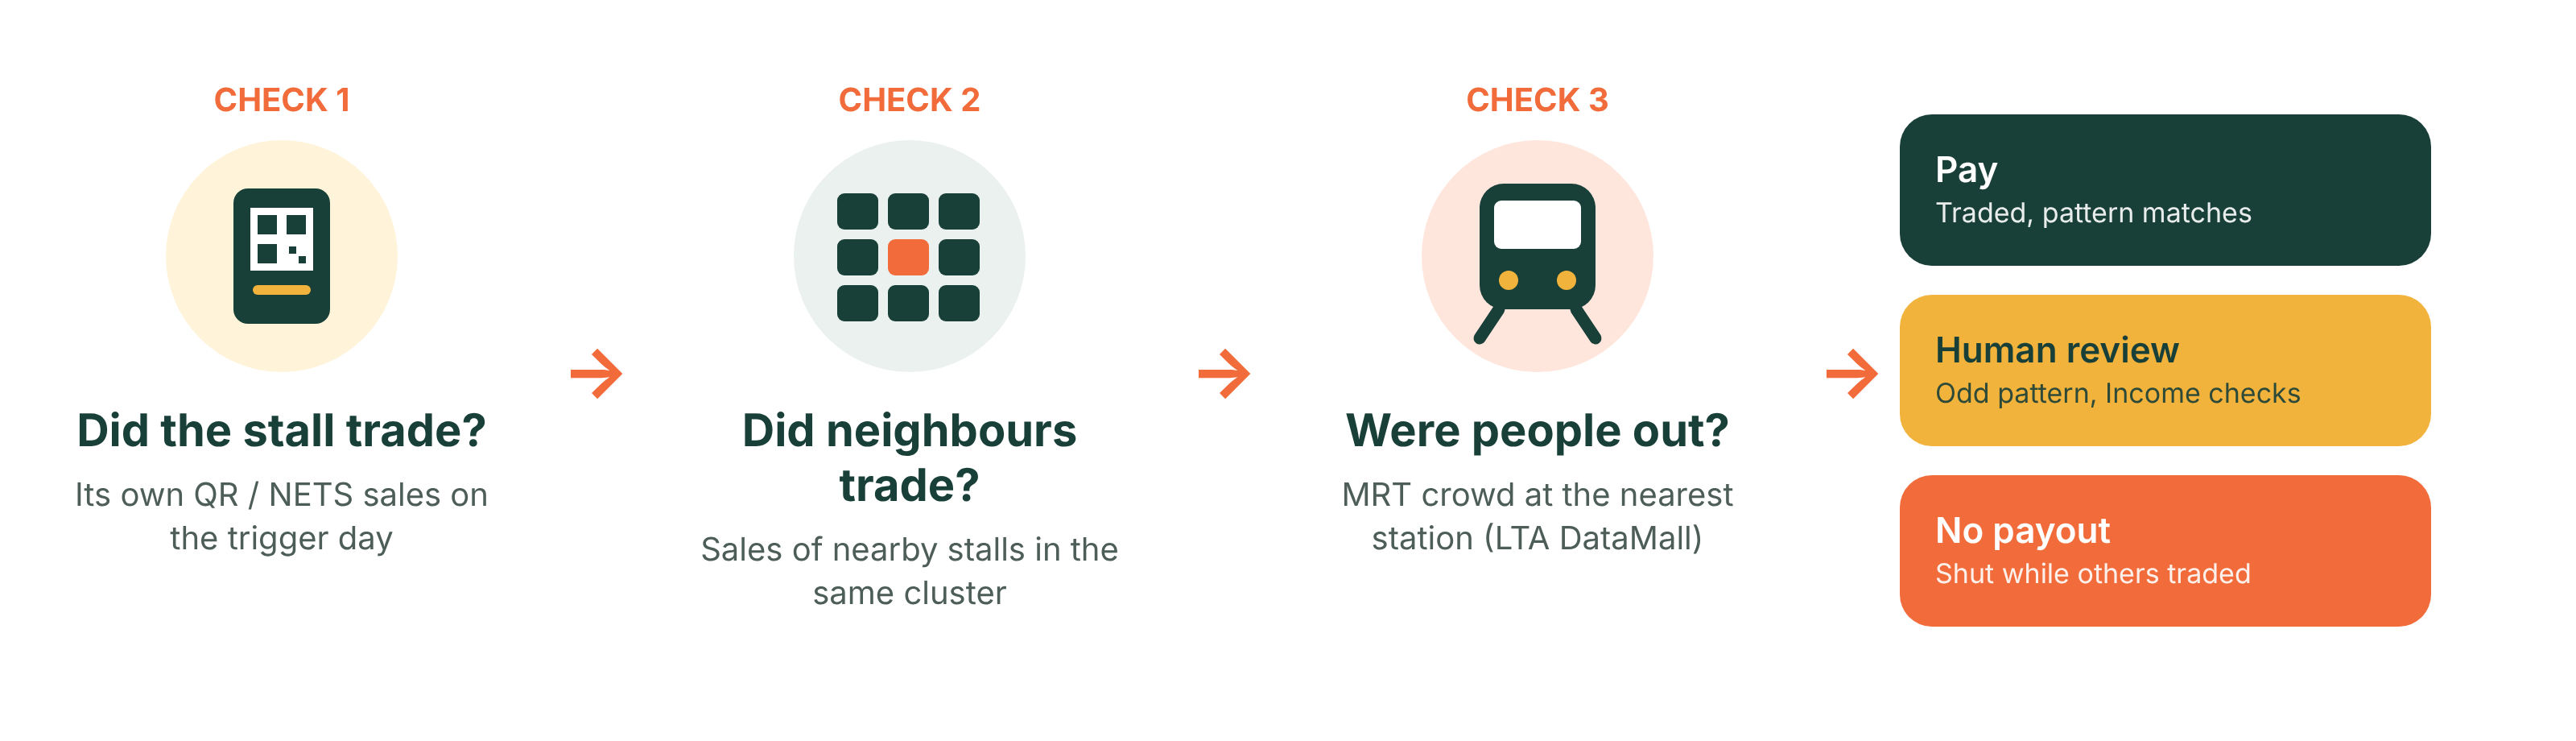 CHECK 1
Did the stall trade?
Its own QR / NETS sales on
the trigger day
CHECK 2
Did neighbours
trade?
Sales of nearby stalls in the
same cluster
CHECK 3
Were people out?
MRT crowd at the nearest
station (LTA DataMall)
Pay
Traded, pattern matches
Human review
Odd pattern, Income checks
No payout
Shut while others traded